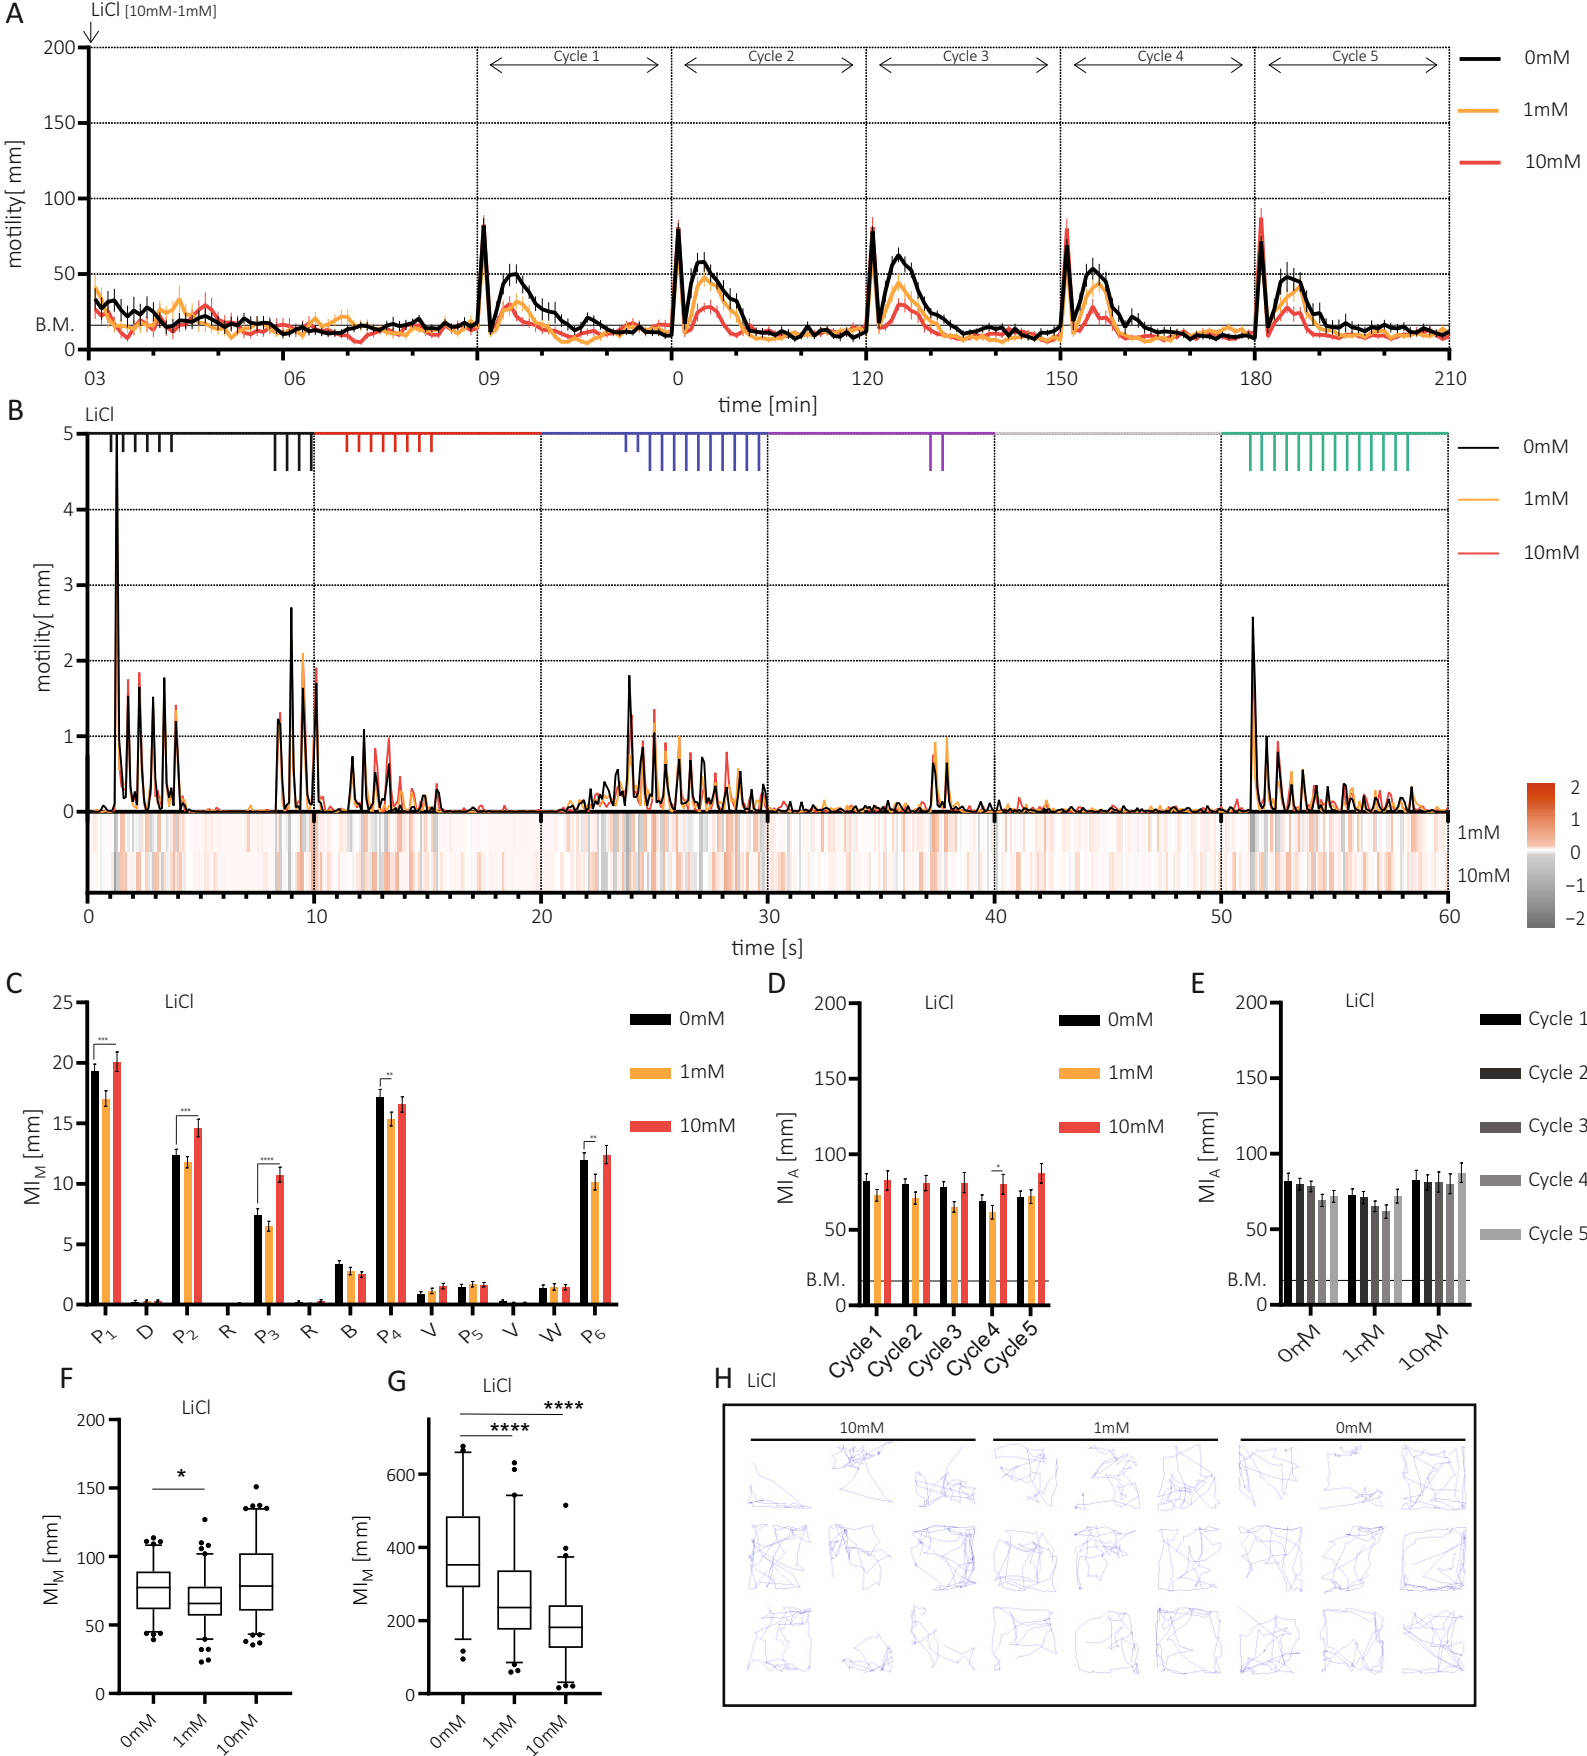 A
LiCl [10mM-1mM]
Cycle 1
Cycle 2
Cycle 3
Cycle 4
Cycle 5
200
150
100
50
B.M.
0
motility[ mm]
03
06
09
0
120
150
180
210
time [min]
0mM
1mM
10mM
B
LiCl
5
4
3
2
1
0
motility[ mm]
0mM
1mM
10mM
1mM
10mM
2
1
0
−1
−2
0
10
20
30
40
50
60
time [s]
C
LiCl
25
20
15
10
5
0
MI_M [mm]
***
***
****
**
**
P1
D
P2
R
P3
R
B
P4
V
P5
V
W
P6
0mM
1mM
10mM
D
LiCl
200
150
100
50
B.M.
0
MI_A [mm]
*
Cycle1
Cycle2
Cycle3
Cycle4
Cycle5
0mM
1mM
10mM
E
LiCl
200
150
100
50
B.M.
0
MI_A [mm]
0mM
1mM
10mM
Cycle 1
Cycle 2
Cycle 3
Cycle 4
Cycle 5
F
LiCl
200
150
100
50
0
MI_M [mm]
*
0mM
1mM
10mM
G
LiCl
****
****
600
400
200
0
MI_M [mm]
0mM
1mM
10mM
H
LiCl
10mM
1mM
0mM